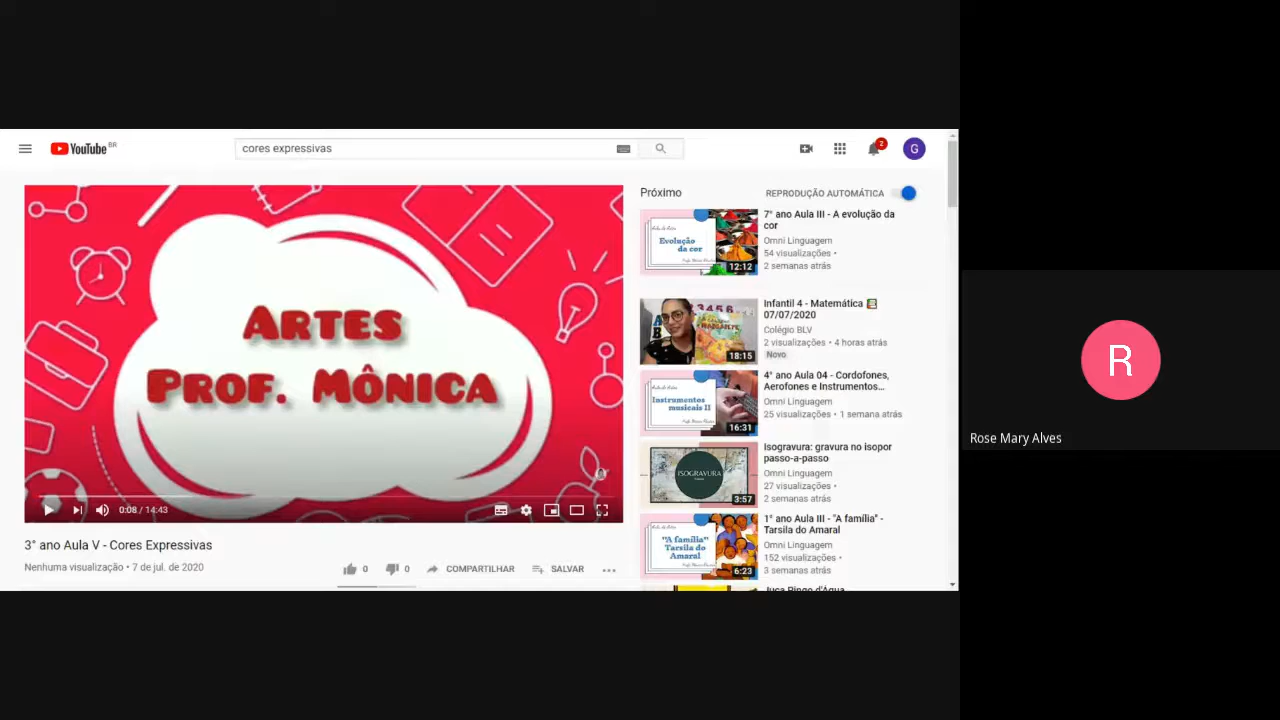 YouTube BR
cores expressivas
2
G
ARTES
PROF. MÔNICA
0:08 / 14:43
3° ano Aula V - Cores Expressivas
Nenhuma visualização • 7 de jul. de 2020
0
0
COMPARTILHAR
SALVAR
Próximo
REPRODUÇÃO AUTOMÁTICA
Evolução
da cor
12:12
7° ano Aula III - A evolução da
cor
Omni Linguagem
54 visualizações •
2 semanas atrás
18:15
Infantil 4 - Matemática
07/07/2020
Colégio BLV
2 visualizações • 4 horas atrás
Novo
Instrumentos
musicais II
16:31
4° ano Aula 04 - Cordofones,
Aerofones e Instrumentos...
Omni Linguagem
25 visualizações • 1 semana atrás
ISOGRAVURA
3:57
Isogravura: gravura no isopor
passo-a-passo
Omni Linguagem
27 visualizações •
2 semanas atrás
"A família"
Tarsila do
Amaral
6:23
1° ano Aula III - "A família" -
Tarsila do Amaral
Omni Linguagem
152 visualizações •
3 semanas atrás
R
Rose Mary Alves